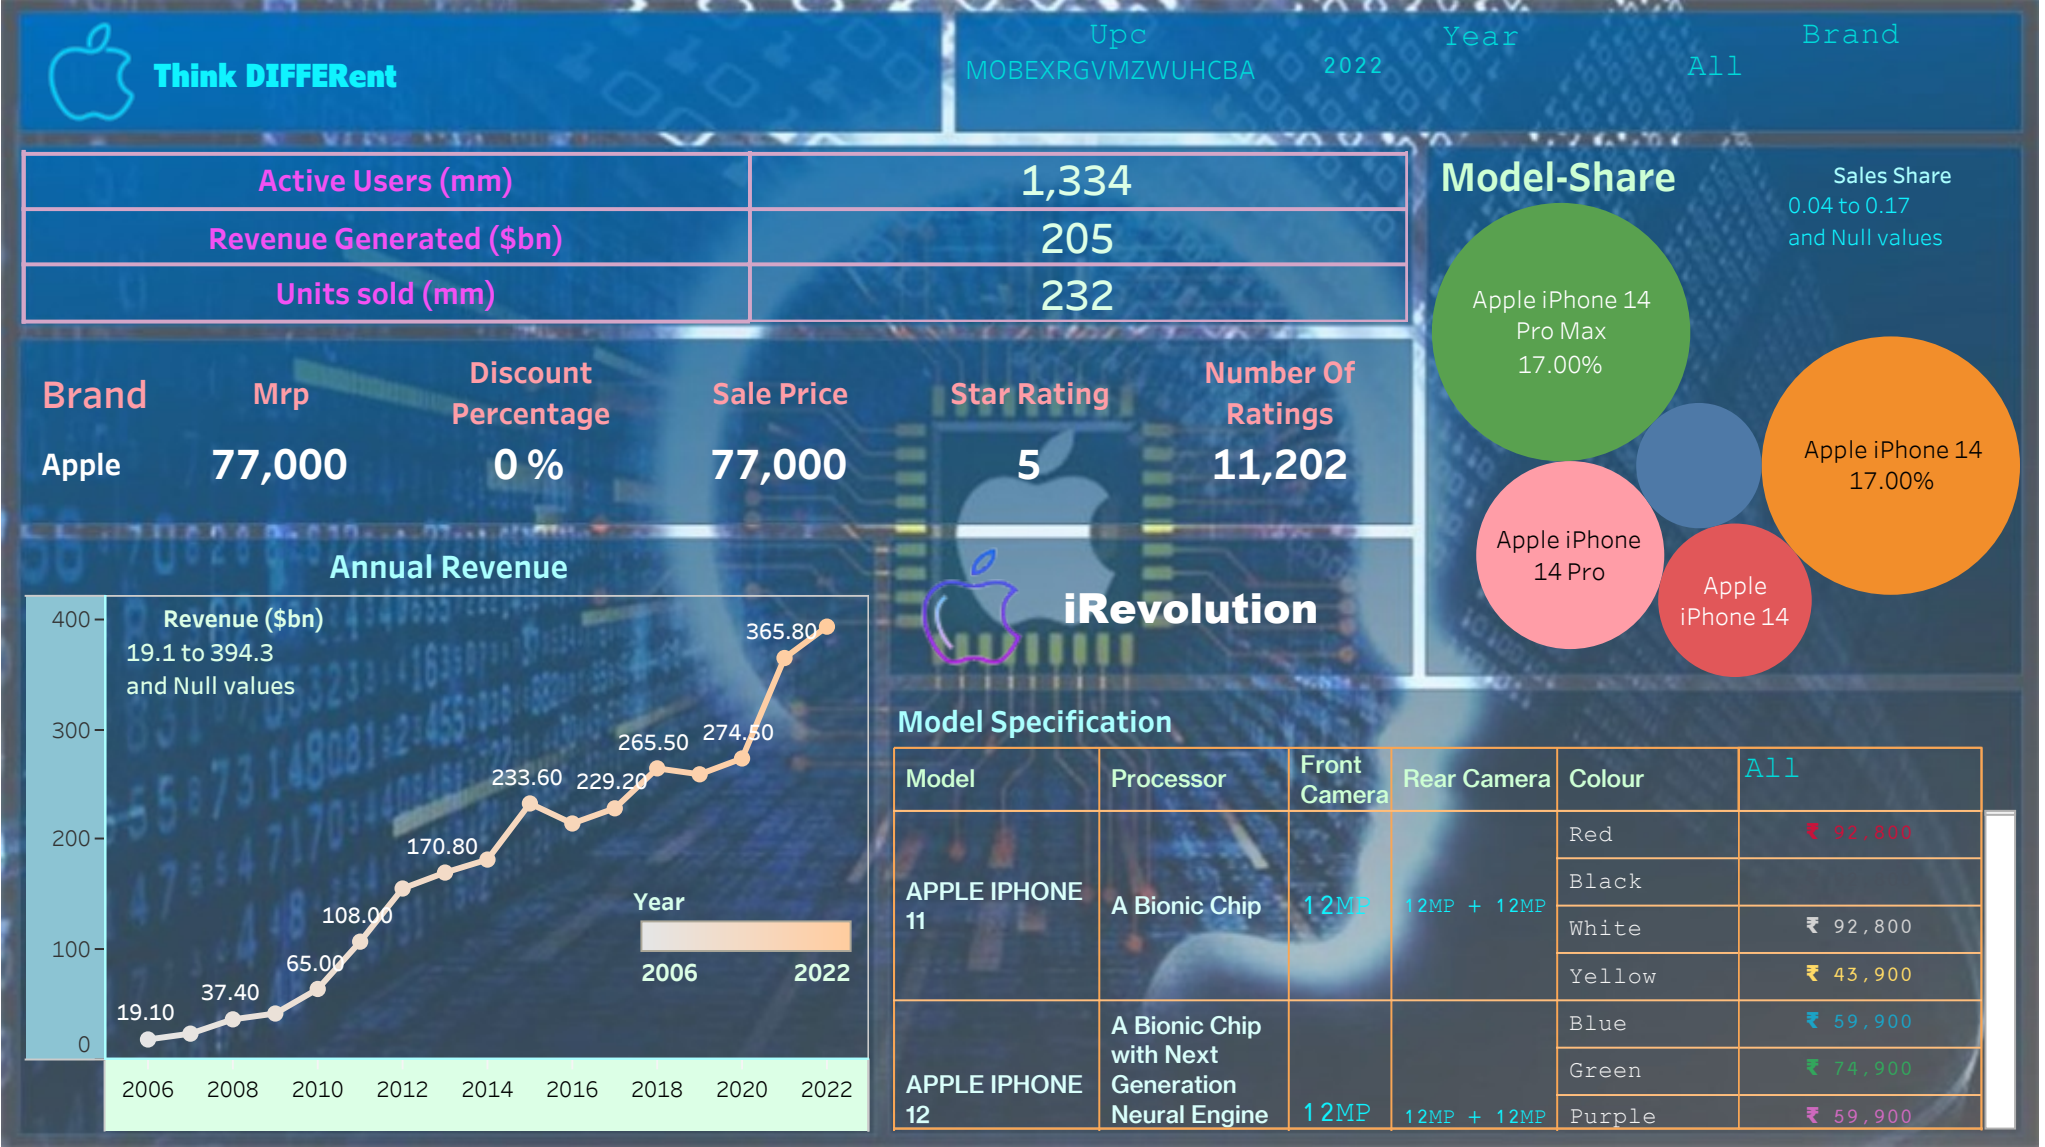 Think DIFFERent
Upc
MOBEXRGVMZWUHCBA
Year
2022
Brand
All
Active Users (mm) 1,334
Revenue Generated ($bn) 205
Units sold (mm) 232
Model-Share
Sales Share
0.04 to 0.17
and Null values
Apple iPhone 14
Pro Max
17.00%
Apple iPhone 14
17.00%
Apple iPhone
14 Pro
Apple
iPhone 14
Brand Mrp Discount Percentage Sale Price Star Rating Number Of Ratings
Apple 77,000 0 % 77,000 5 11,202
Annual Revenue
Revenue ($bn)
19.1 to 394.3
and Null values
400
300
200
100
0
19.10
37.40
65.00
108.00
170.80
233.60
229.20
265.50
274.50
365.80
Year
2006 2022
2006 2008 2010 2012 2014 2016 2018 2020 2022
iRevolution
Model Specification
Model Processor Front Camera Rear Camera Colour All
APPLE IPHONE
11
A Bionic Chip
12MP
12MP + 12MP
Red ₹ 92,800
Black
White ₹ 92,800
Yellow ₹ 43,900
APPLE IPHONE
12
A Bionic Chip
with Next
Generation
Neural Engine
12MP
12MP + 12MP
Blue ₹ 59,900
Green ₹ 74,900
Purple ₹ 59,900